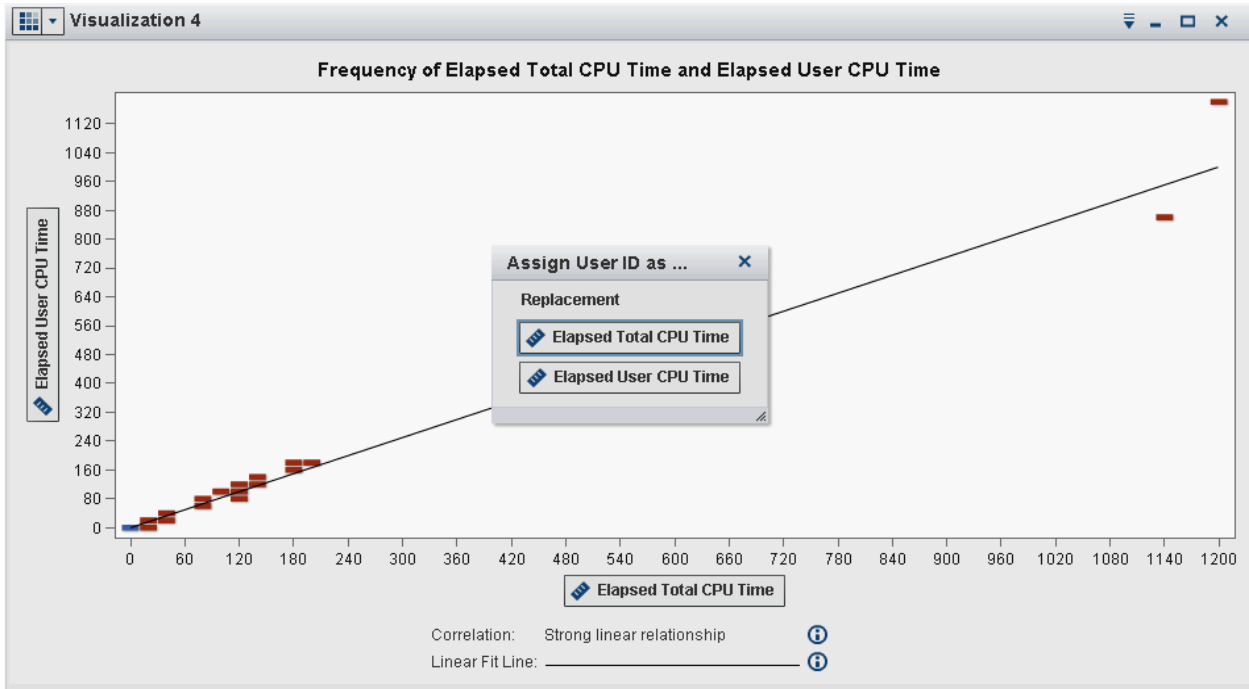 Visualization 4
Frequency of Elapsed Total CPU Time and Elapsed User CPU Time
Elapsed User CPU Time
1120
1040
960
880
800
720
640
560
480
400
320
240
160
80
0
Assign User ID as ...
Replacement
Elapsed Total CPU Time
Elapsed User CPU Time
0 60 120 180 240 300 360 420 480 540 600 660 720 780 840 900 960 1020 1080 1140 1200
Elapsed Total CPU Time
Correlation: Strong linear relationship
Linear Fit Line: